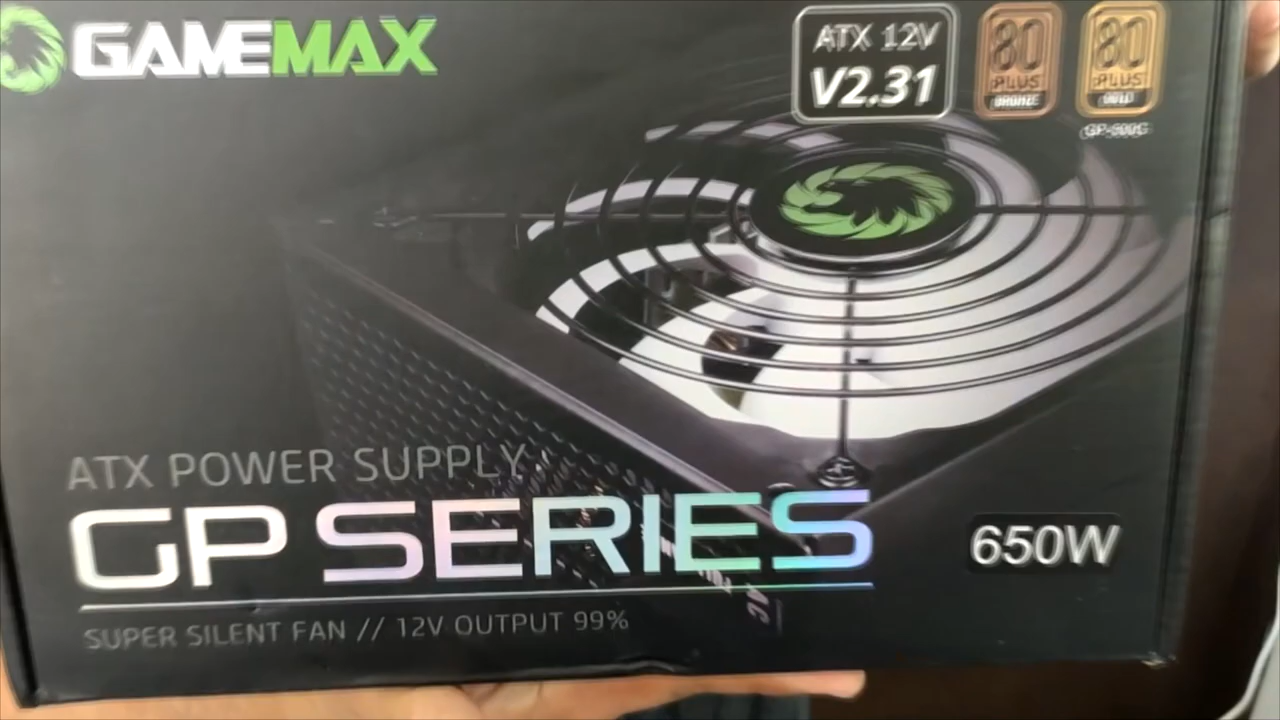 GAMEMAX
ATX 12V
V2.31
80
PLUS
BRONZE
80
PLUS
GOLD
ATX POWER SUPPLY
GP SERIES
650W
AC
SUPER SILENT FAN // 12V OUTPUT 99%